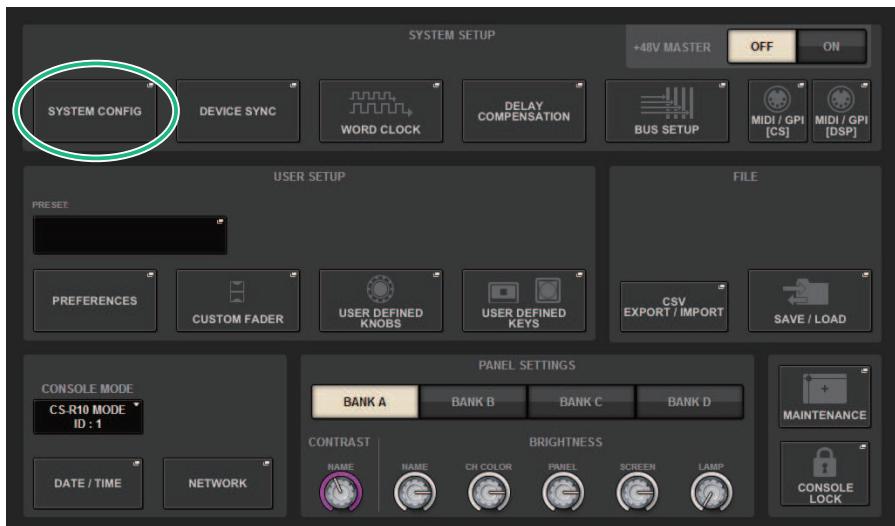 SYSTEM SETUP
+48V MASTER
OFF
ON
SYSTEM CONFIG
DEVICE SYNC
WORD CLOCK
DELAY
COMPENSATION
BUS SETUP
MIDI / GPI
[CS]
MIDI / GPI
[DSP]
USER SETUP
PRESET:
PREFERENCES
CUSTOM FADER
USER DEFINED
KNOBS
USER DEFINED
KEYS
FILE
CSV
EXPORT / IMPORT
SAVE / LOAD
CONSOLE MODE
CS-R10 MODE
ID : 1
DATE / TIME
NETWORK
PANEL SETTINGS
BANK A
BANK B
BANK C
BANK D
CONTRAST
BRIGHTNESS
NAME
NAME
CH COLOR
PANEL
SCREEN
LAMP
MAINTENANCE
CONSOLE
LOCK